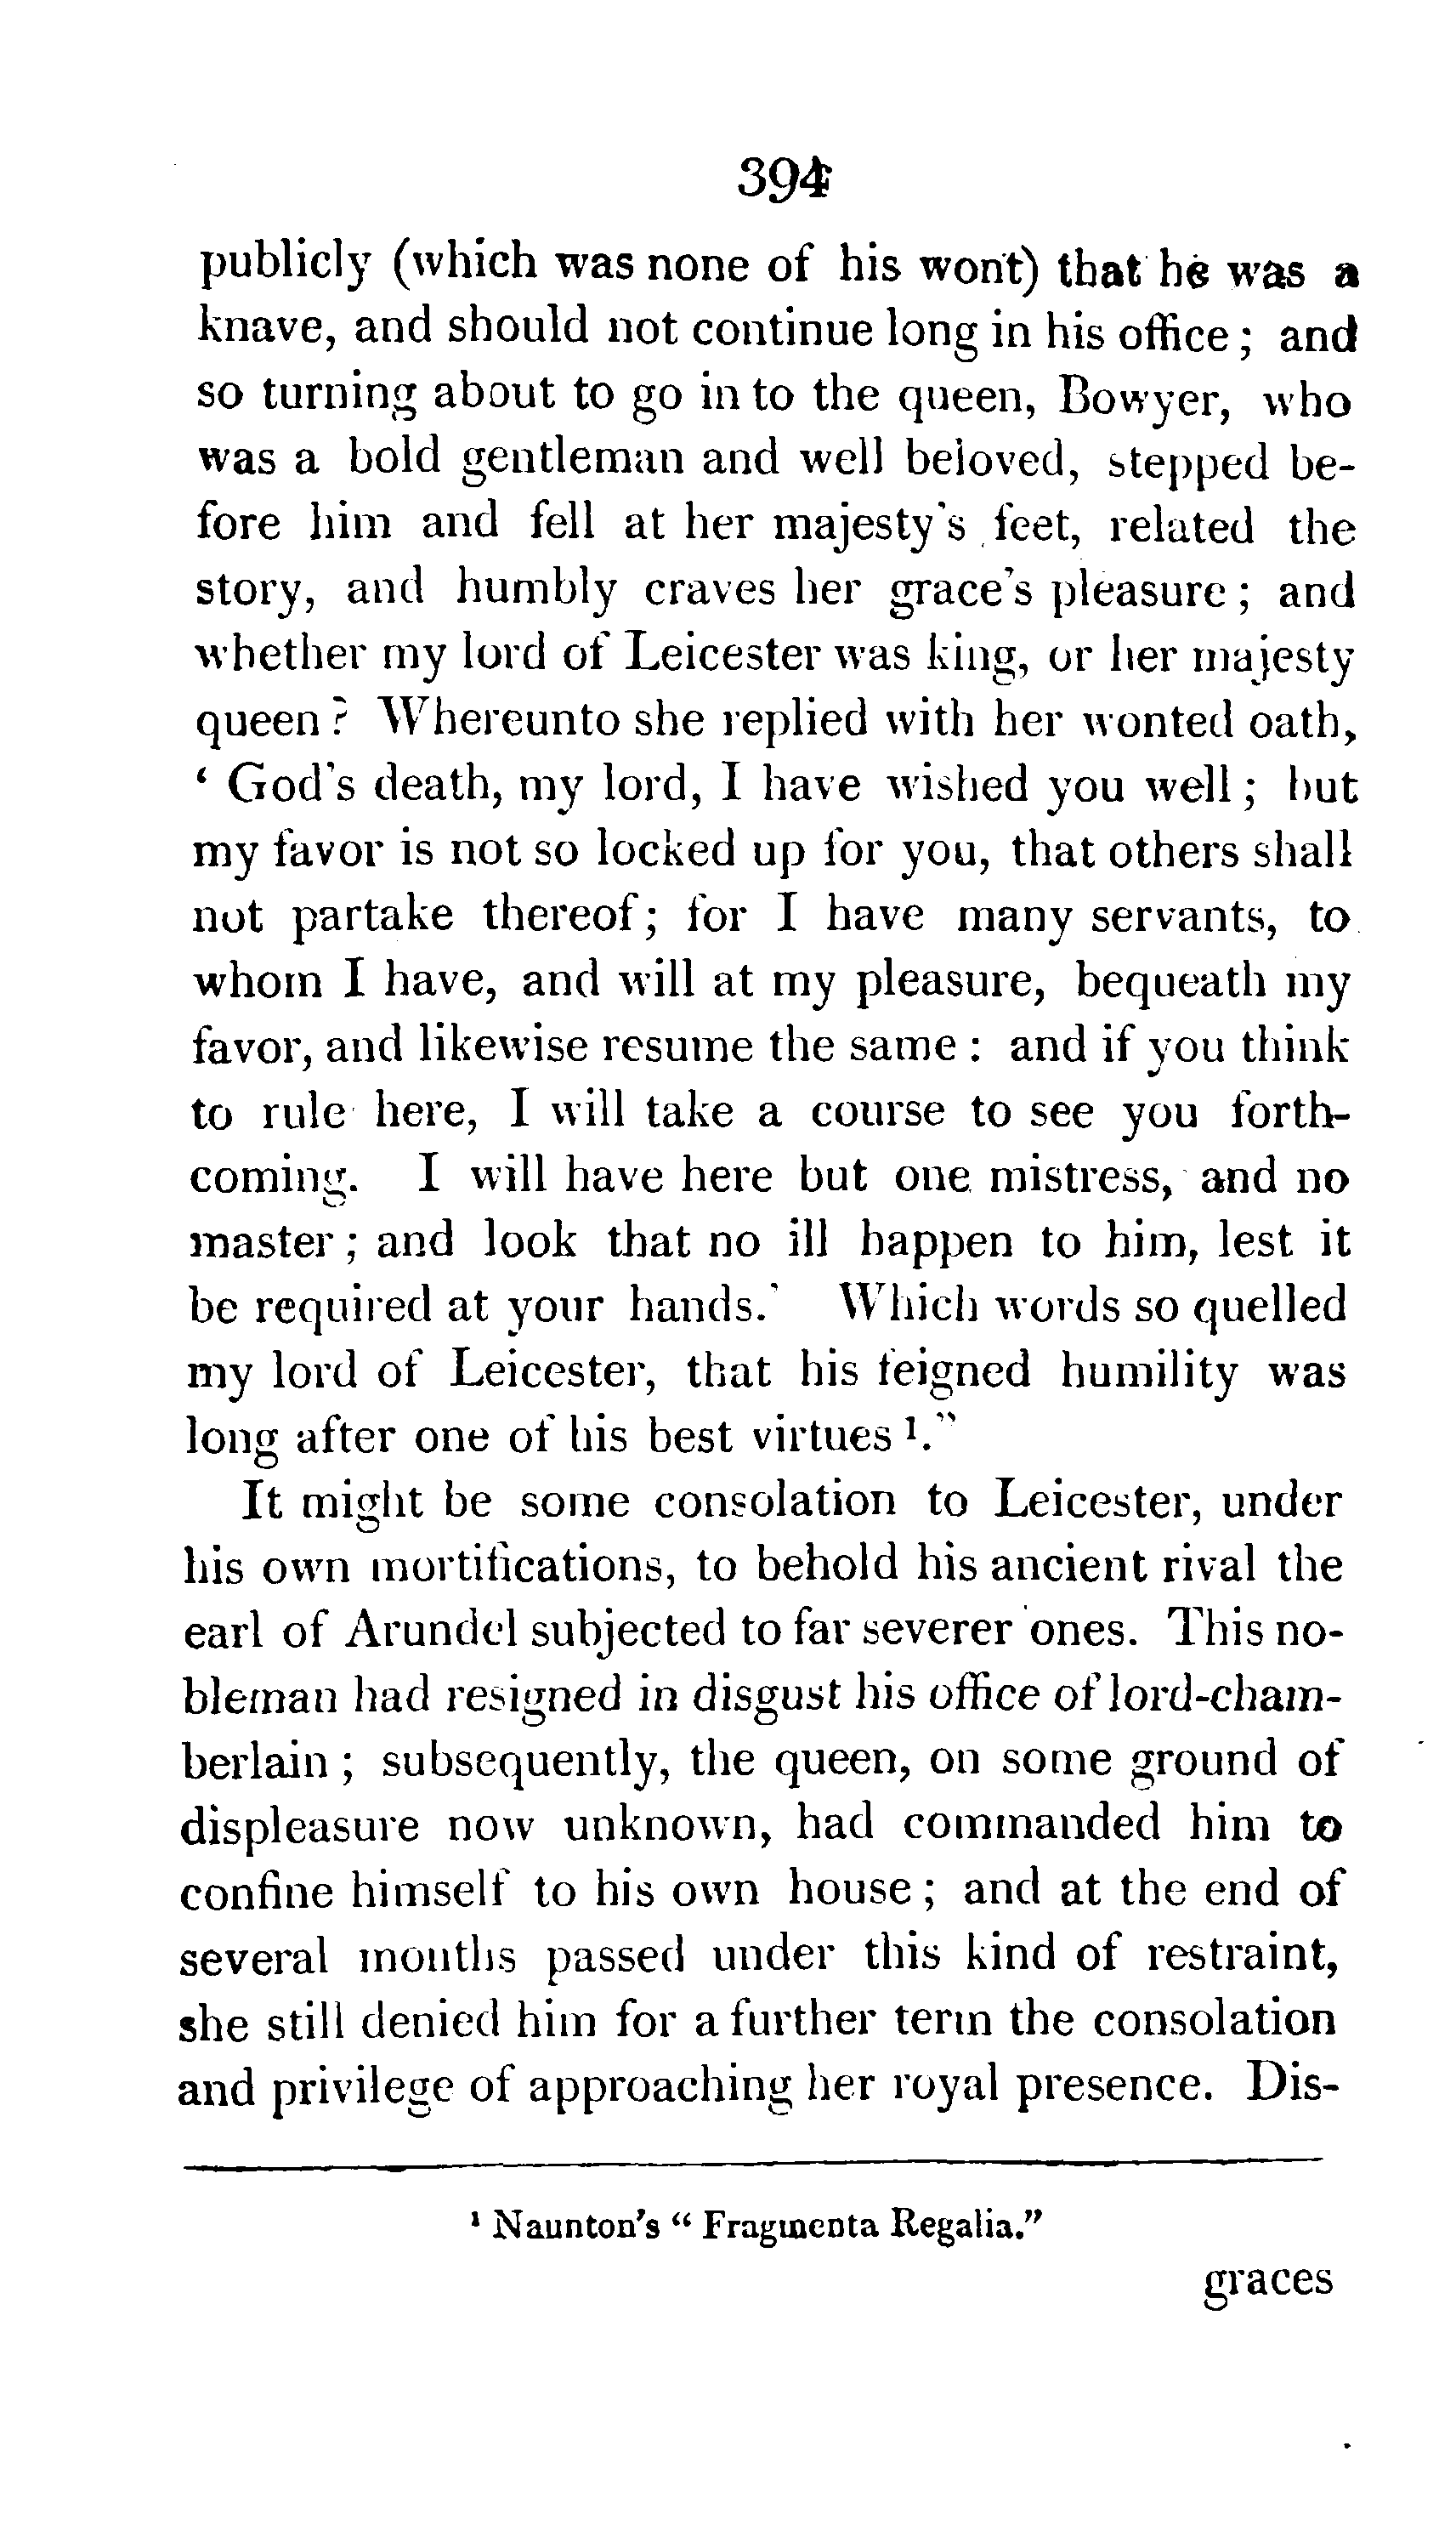 394
publicly (which was none of his wont) that he was a
knave, and should not continue long in his office; and
so turning about to go in to the queen, Bowyer, who
was a bold gentleman and well beloved, stepped be-
fore him and fell at her majesty's feet, related the
story, and humbly craves her grace's pleasure; and
whether my lord of Leicester was king, or her majesty
queen? Whereunto she replied with her wonted oath,
‘ God's death, my lord, I have wished you well; but
my favor is not so locked up for you, that others shall
not partake thereof; for I have many servants, to
whom I have, and will at my pleasure, bequeath my
favor, and likewise resume the same: and if you think
to rule here, I will take a course to see you forth-
coming. I will have here but one mistress, and no
master; and look that no ill happen to him, lest it
be required at your hands.’ Which words so quelled
my lord of Leicester, that his feigned humility was
long after one of his best virtues ¹.”
It might be some consolation to Leicester, under
his own mortifications, to behold his ancient rival the
earl of Arundel subjected to far severer ones. This no-
bleman had resigned in disgust his office of lord-cham-
berlain; subsequently, the queen, on some ground of
displeasure now unknown, had commanded him to
confine himself to his own house; and at the end of
several months passed under this kind of restraint,
she still denied him for a further term the consolation
and privilege of approaching her royal presence. Dis-
¹ Naunton's “ Fragmenta Regalia.”
graces